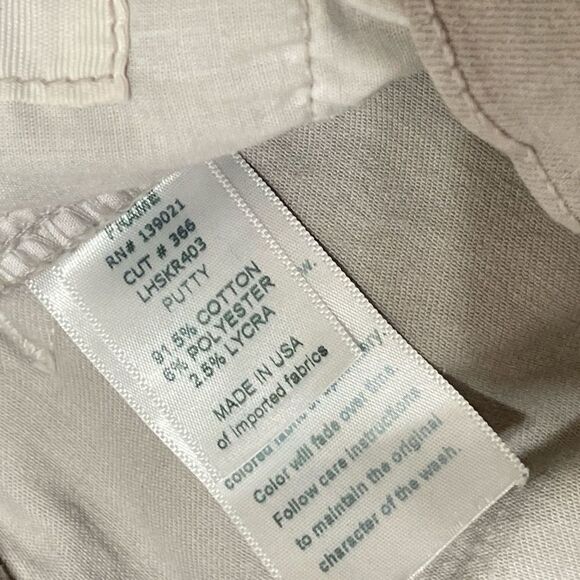 FRAME
RN# 139021
CUT # 366
LHSKR403
PUTTY
91.5% COTTON
6% POLYESTER
2.5% LYCRA
MADE IN USA
of imported fabrics
w.
ry.
Color will fade over time
Follow care instructions
to maintain the original
character of the wash.